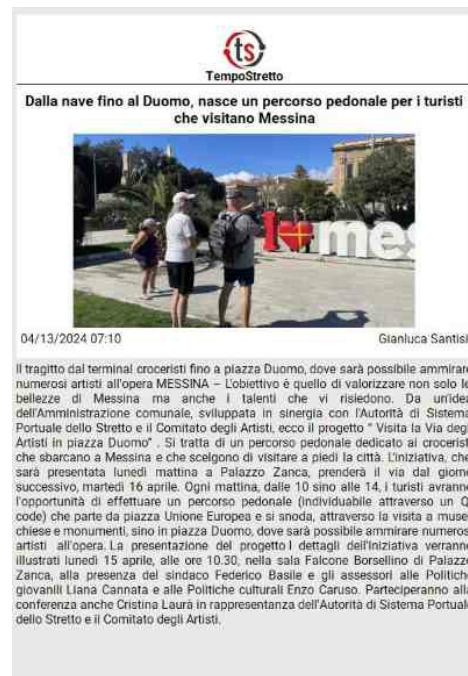 ts
TempoStretto
Dalla nave fino al Duomo, nasce un percorso pedonale per i turisti
che visitano Messina
I mes
04/13/2024 07:10
Gianluca Santisi
Il tragitto dal terminal croceristi fino a piazza Duomo, dove sarà possibile ammirare
numerosi artisti all'opera MESSINA – L'obiettivo è quello di valorizzare non solo le
bellezze di Messina ma anche i talenti che vi risiedono. Da un'idea
dell'Amministrazione comunale, sviluppata in sinergia con l'Autorità di Sistema
Portuale dello Stretto e il Comitato degli Artisti, ecco il progetto " Visita la Via degl
Artisti in piazza Duomo" . Si tratta di un percorso pedonale dedicato ai crocerist
che sbarcano a Messina e che scelgono di visitare a piedi la città. L'iniziativa, che
sarà presentata lunedì mattina a Palazzo Zanca, prenderà il via dal giorno
successivo, martedì 16 aprile. Ogni mattina, dalle 10 sino alle 14, i turisti avranno
l'opportunità di effettuare un percorso pedonale (individuabile attraverso un Q
code) che parte da piazza Unione Europea e si snoda, attraverso la visita a muse
chiese e monumenti, sino in piazza Duomo, dove sarà possibile ammirare numeros
artisti all'opera. La presentazione del progetto I dettagli dell'iniziativa verranno
illustrati lunedì 15 aprile, alle ore 10.30, nella sala Falcone Borsellino di Palazzo
Zanca, alla presenza del sindaco Federico Basile e gli assessori alle Politiche
giovanili Liana Cannata e alle Politiche culturali Enzo Caruso. Parteciperanno alla
conferenza anche Cristina Laurà in rappresentanza dell'Autorità di Sistema Portuale
dello Stretto e il Comitato degli Artisti.